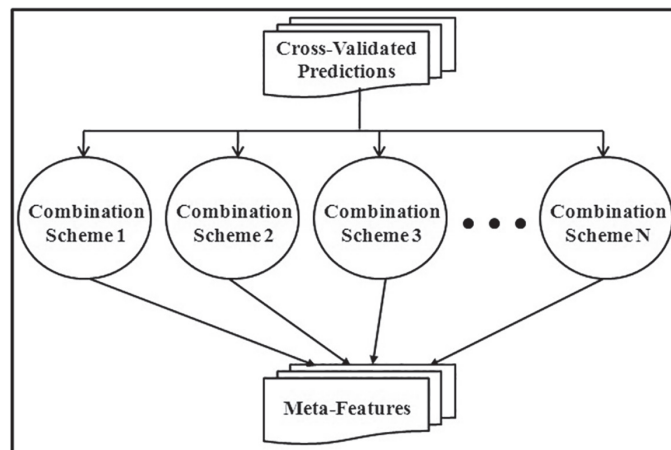 Cross-Validated
Predictions
Combination
Scheme 1
Combination
Scheme 2
Combination
Scheme 3
Combination
Scheme N
Meta-Features